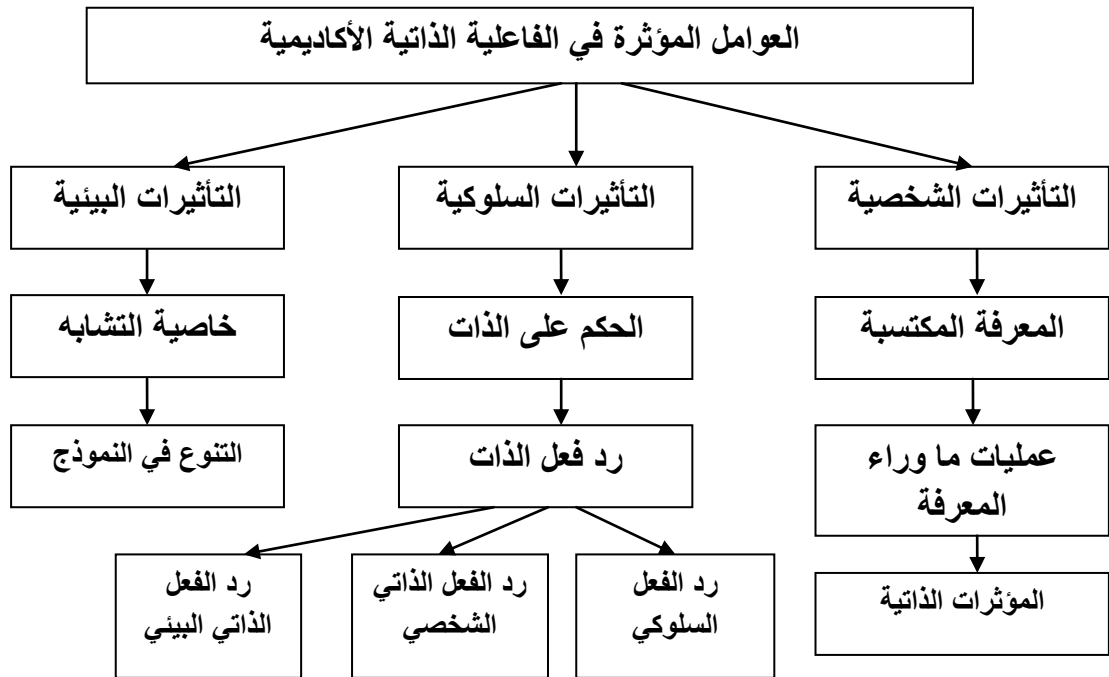 العوامل المؤثرة في الفاعلية الذاتية الأكاديمية
التأثيرات الشخصية
التأثيرات السلوكية
التأثيرات البيئية
المعرفة المكتسبة
الحكم على الذات
خاصية التشابه
عمليات ما وراء
المعرفة
رد فعل الذات
التنوع في النموذج
المؤثرات الذاتية
رد الفعل
السلوكي
رد الفعل الذاتي
الشخصي
رد الفعل
الذاتي البيئي